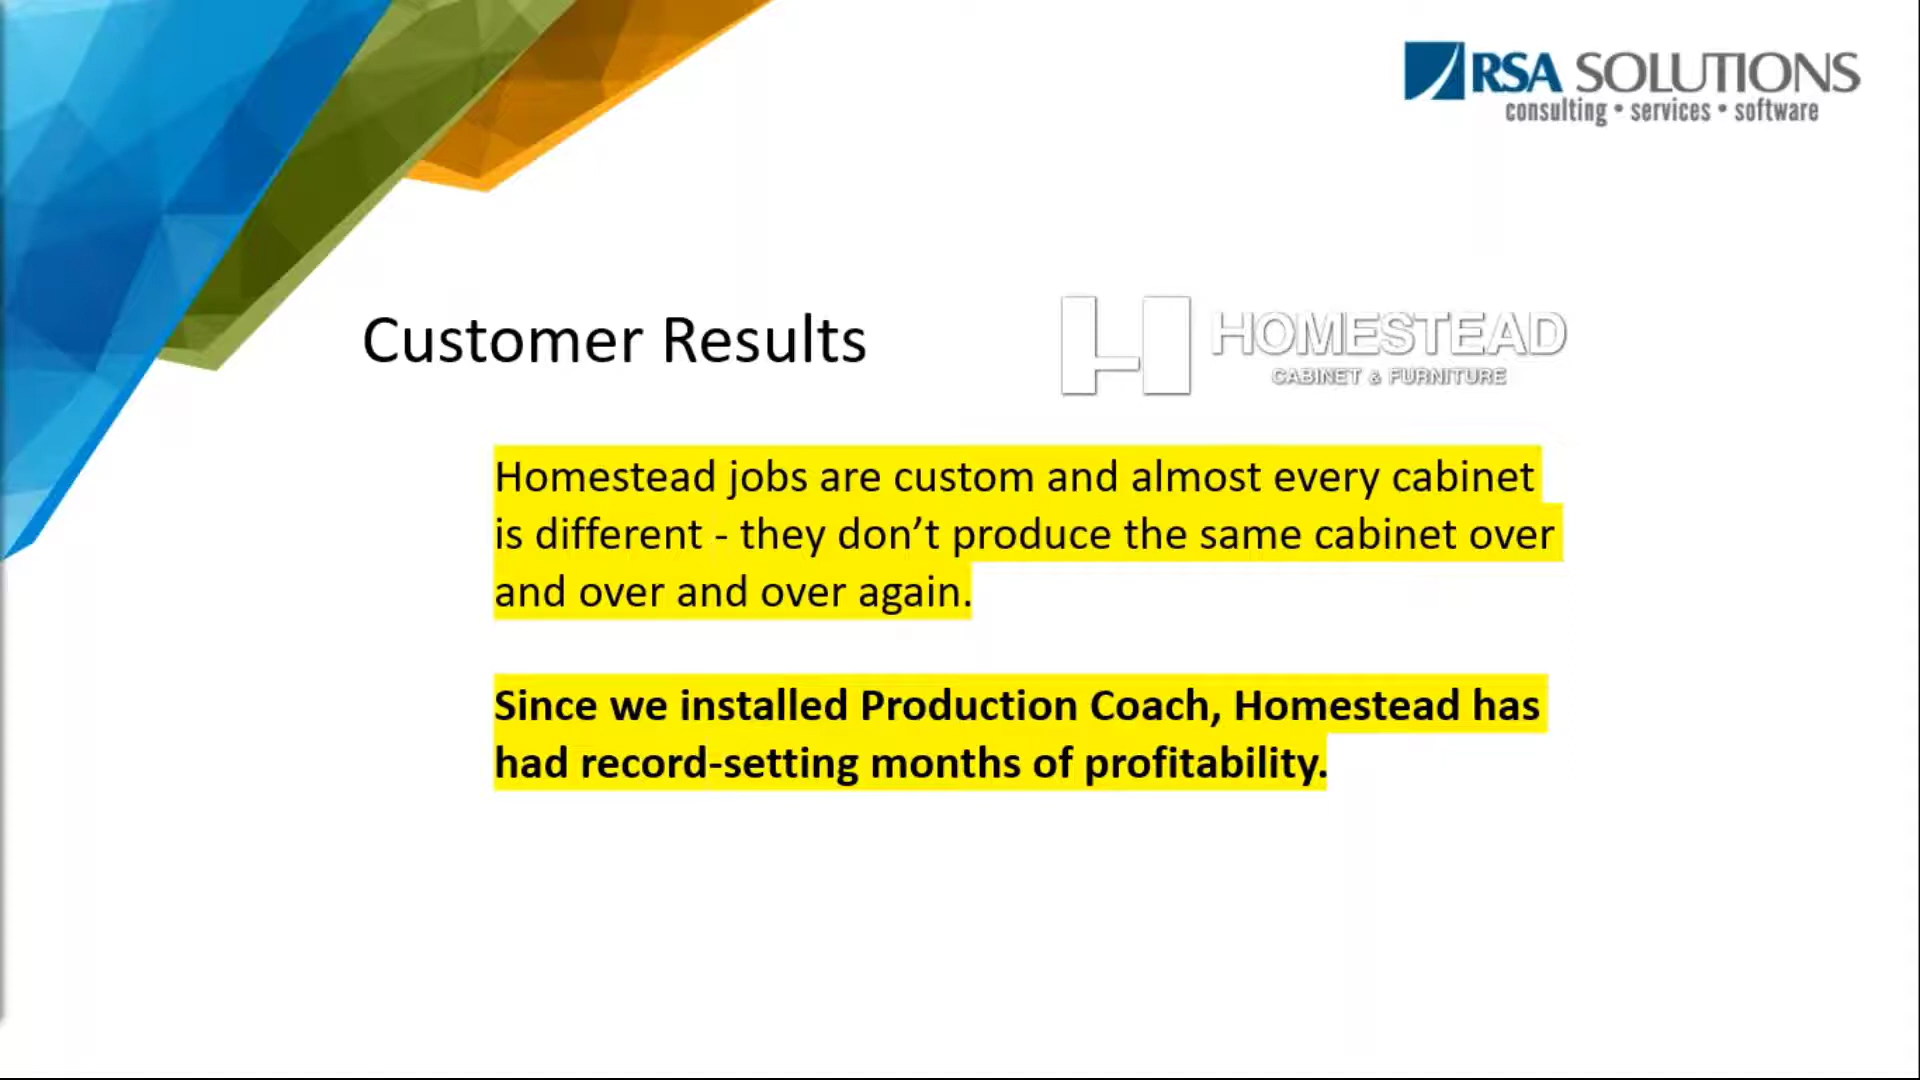 RSA SOLUTIONS
consulting • services • software
Customer Results
HOMESTEAD
CABINET & FURNITURE
Homestead jobs are custom and almost every cabinet
is different - they don’t produce the same cabinet over
and over and over again.
Since we installed Production Coach, Homestead has
had record-setting months of profitability.